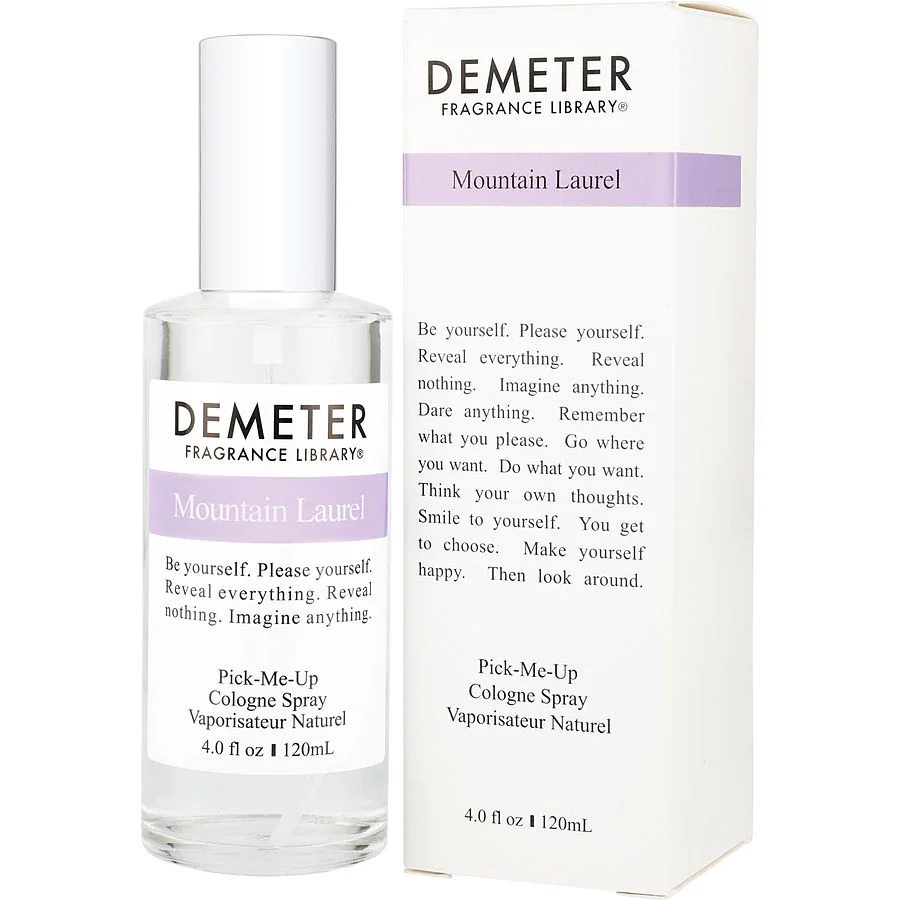 DEMETER
FRAGRANCE LIBRARY®
Mountain Laurel
Be yourself. Please yourself.
Reveal everything. Reveal
nothing. Imagine anything.
Pick-Me-Up
Cologne Spray
Vaporisateur Naturel
4.0 fl oz ▮ 120mL
DEMETER
FRAGRANCE LIBRARY®
Mountain Laurel
Be yourself. Please yourself.
Reveal everything. Reveal
nothing. Imagine anything.
Dare anything. Remember
what you please. Go where
you want. Do what you want.
Think your own thoughts.
Smile to yourself. You get
to choose. Make yourself
happy. Then look around.
Pick-Me-Up
Cologne Spray
Vaporisateur Naturel
4.0 fl oz ▮ 120mL